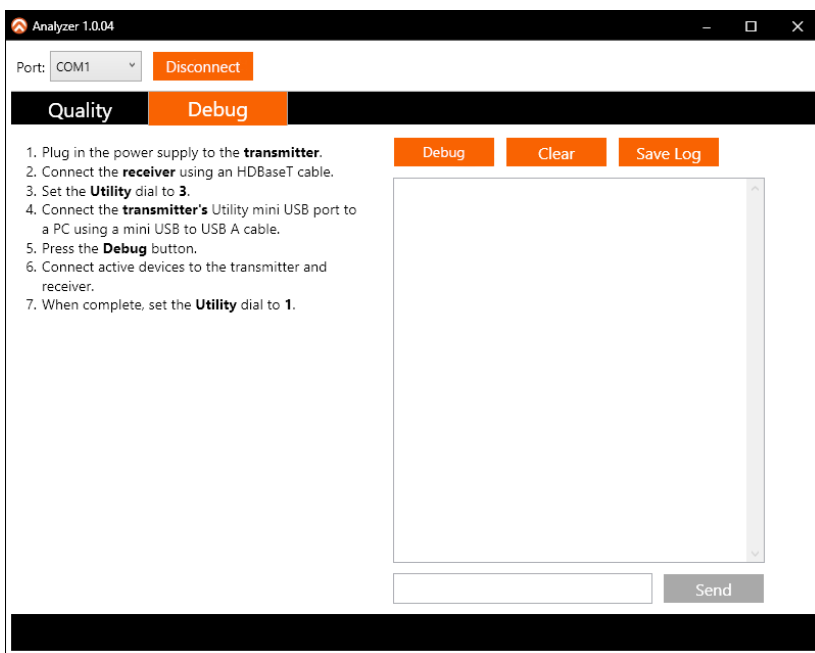 Analyzer 1.0.04
Port: COM1 Disconnect
Quality Debug
1. Plug in the power supply to the transmitter.
2. Connect the receiver using an HDBaseT cable.
3. Set the Utility dial to 3.
4. Connect the transmitter's Utility mini USB port to
a PC using a mini USB to USB A cable.
5. Press the Debug button.
6. Connect active devices to the transmitter and
receiver.
7. When complete, set the Utility dial to 1.
Debug Clear Save Log
Send